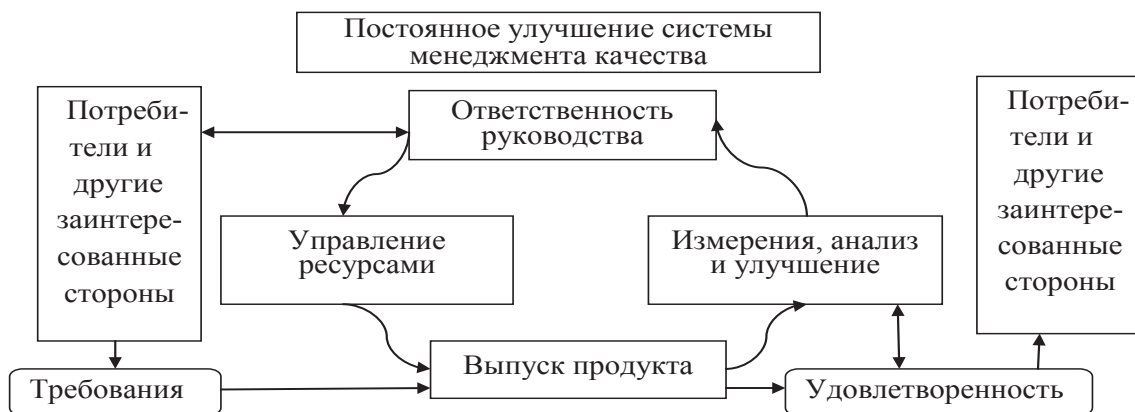 Постоянное улучшение системы
менеджмента качества
Потреби-
тели и
другие
заинтере-
сованные
стороны
Ответственность
руководства
Потреби-
тели и
другие
заинтере-
сованные
стороны
Управление
ресурсами
Измерения, анализ
и улучшение
Требования
Выпуск продукта
Удовлетворенность